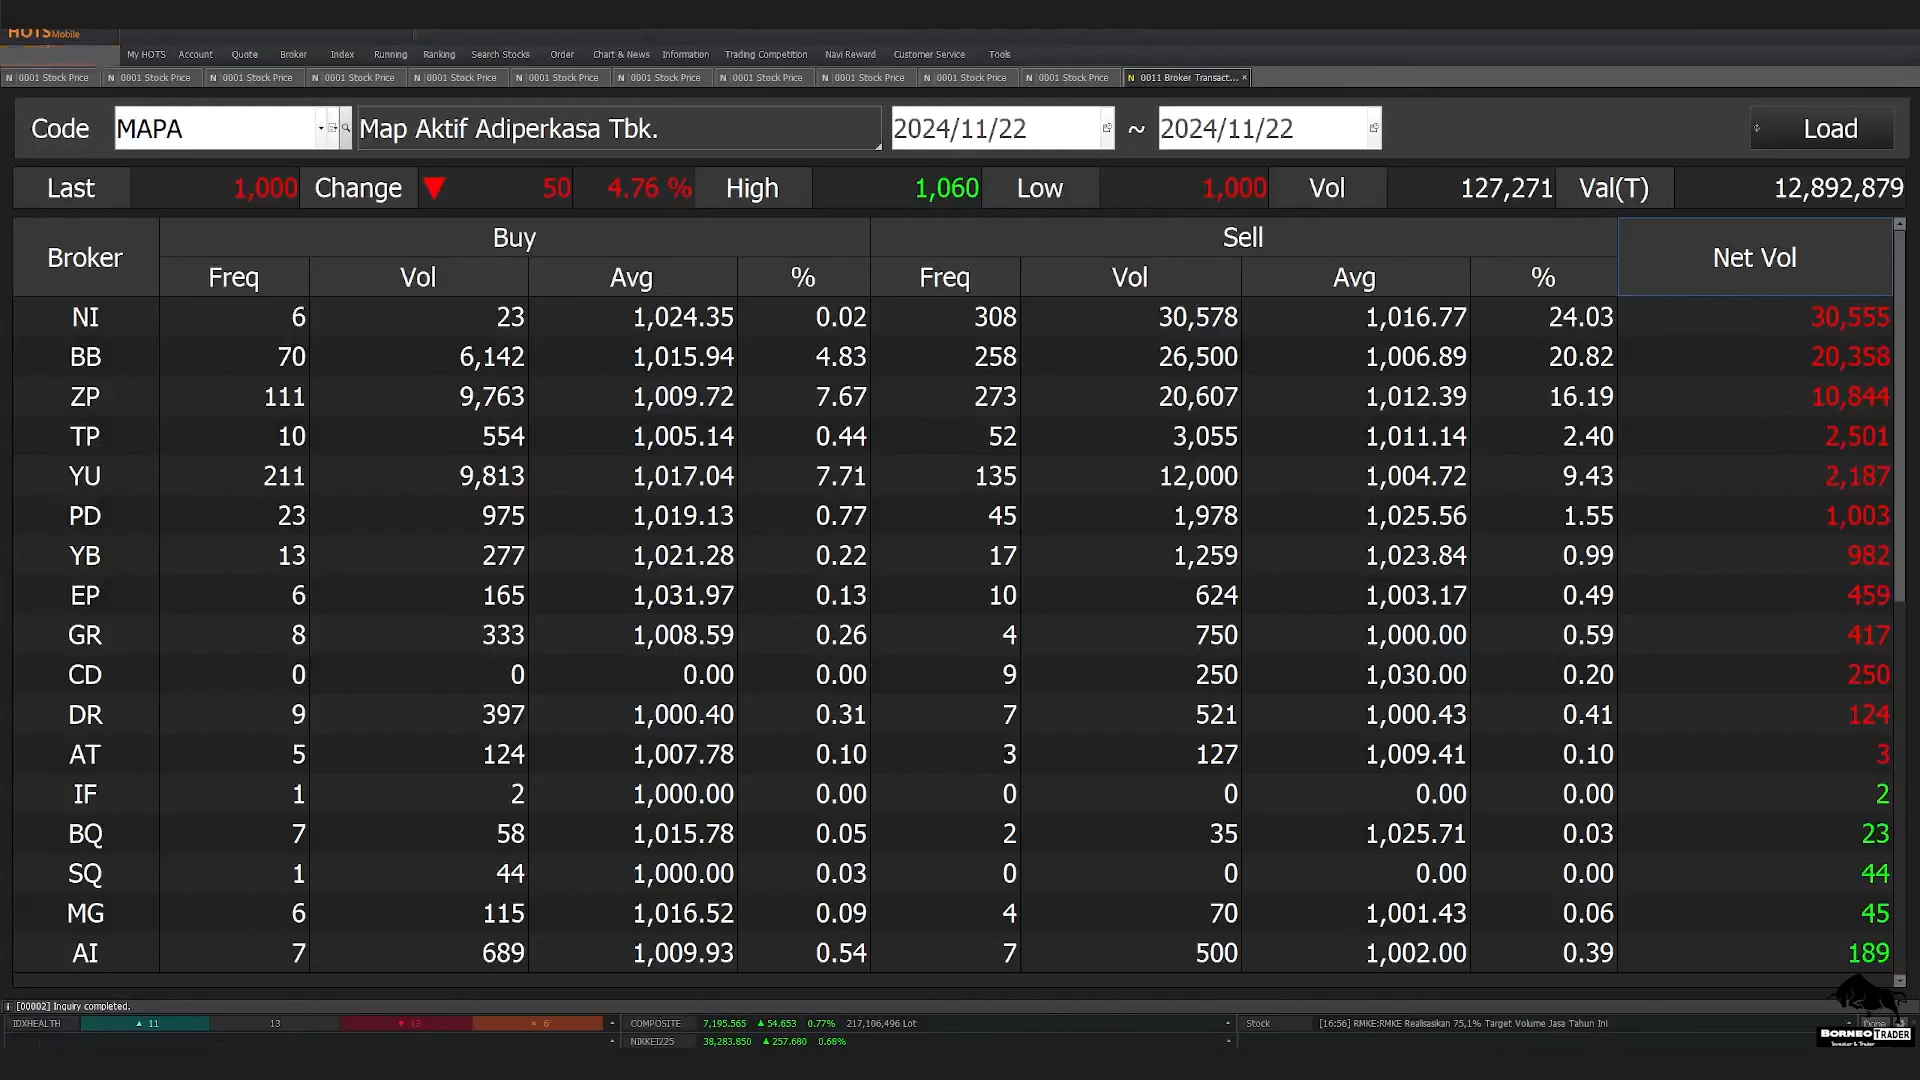 HOTS Mobile
My HOTS Account Quote Broker Index Running Ranking Search Stocks Order Chart & News Information Trading Competition Navi Reward Customer Service Tools
N 0001 Stock Price N 0001 Stock Price N 0001 Stock Price N 0001 Stock Price N 0001 Stock Price N 0001 Stock Price N 0001 Stock Price N 0001 Stock Price N 0001 Stock Price N 0001 Stock Price N 0001 Stock Price N 0011 Broker Transact... ×
Code MAPA Map Aktif Adiperkasa Tbk. 2024/11/22 ~ 2024/11/22 Load
Last 1,000 Change ▼ 50 4.76 % High 1,060 Low 1,000 Vol 127,271 Val(T) 12,892,879
Broker Buy Sell Net Vol
Freq Vol Avg % Freq Vol Avg %
NI 6 23 1,024.35 0.02 308 30,578 1,016.77 24.03 30,555
BB 70 6,142 1,015.94 4.83 258 26,500 1,006.89 20.82 20,358
ZP 111 9,763 1,009.72 7.67 273 20,607 1,012.39 16.19 10,844
TP 10 554 1,005.14 0.44 52 3,055 1,011.14 2.40 2,501
YU 211 9,813 1,017.04 7.71 135 12,000 1,004.72 9.43 2,187
PD 23 975 1,019.13 0.77 45 1,978 1,025.56 1.55 1,003
YB 13 277 1,021.28 0.22 17 1,259 1,023.84 0.99 982
EP 6 165 1,031.97 0.13 10 624 1,003.17 0.49 459
GR 8 333 1,008.59 0.26 4 750 1,000.00 0.59 417
CD 0 0 0.00 0.00 9 250 1,030.00 0.20 250
DR 9 397 1,000.40 0.31 7 521 1,000.43 0.41 124
AT 5 124 1,007.78 0.10 3 127 1,009.41 0.10 3
IF 1 2 1,000.00 0.00 0 0 0.00 0.00 2
BQ 7 58 1,015.78 0.05 2 35 1,025.71 0.03 23
SQ 1 44 1,000.00 0.03 0 0 0.00 0.00 44
MG 6 115 1,016.52 0.09 4 70 1,001.43 0.06 45
AI 7 689 1,009.93 0.54 7 500 1,002.00 0.39 189
[00002] Inquiry completed.
IDXHEALTH ▲ 11 13 ▼ 13 6 COMPOSITE 7,195.565 ▲ 54.653 0.77% 217,106,496 Lot Stock [16:56] RMKE:RMKE Realisasikan 75,1% Target Volume Jasa Tahun Ini Done
NIKKEI225 38,283.850 ▲ 257.680 0.68%
BORNEO TRADER
Investor & Trader